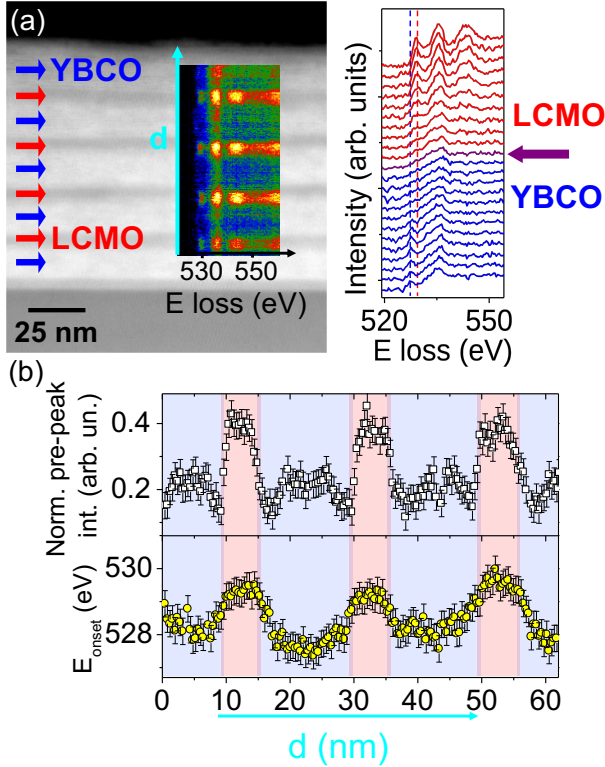 (a)
YBCO
d
LCMO
25 nm
530
550
E loss (eV)
Intensity (arb. units)
LCMO
YBCO
520
550
E loss (eV)
(b)
Norm. pre-peak
int. (arb. un.)
0.4
0.2
E onset (eV)
530
528
0 10 20 30 40 50 60
d (nm)